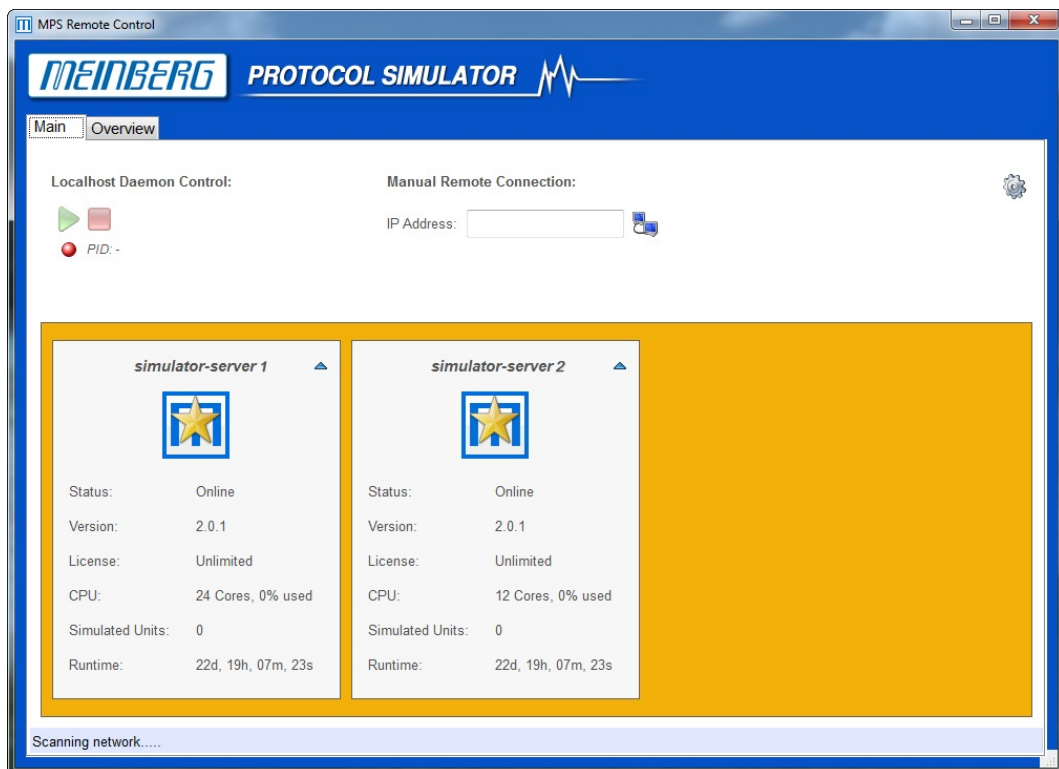 MPS Remote Control
MEINBERG PROTOCOL SIMULATOR
Main Overview
Localhost Daemon Control: Manual Remote Connection:
IP Address:
PID: -
simulator-server 1
Status: Online
Version: 2.0.1
License: Unlimited
CPU: 24 Cores, 0% used
Simulated Units: 0
Runtime: 22d, 19h, 07m, 23s
simulator-server 2
Status: Online
Version: 2.0.1
License: Unlimited
CPU: 12 Cores, 0% used
Simulated Units: 0
Runtime: 22d, 19h, 07m, 23s
Scanning network.....